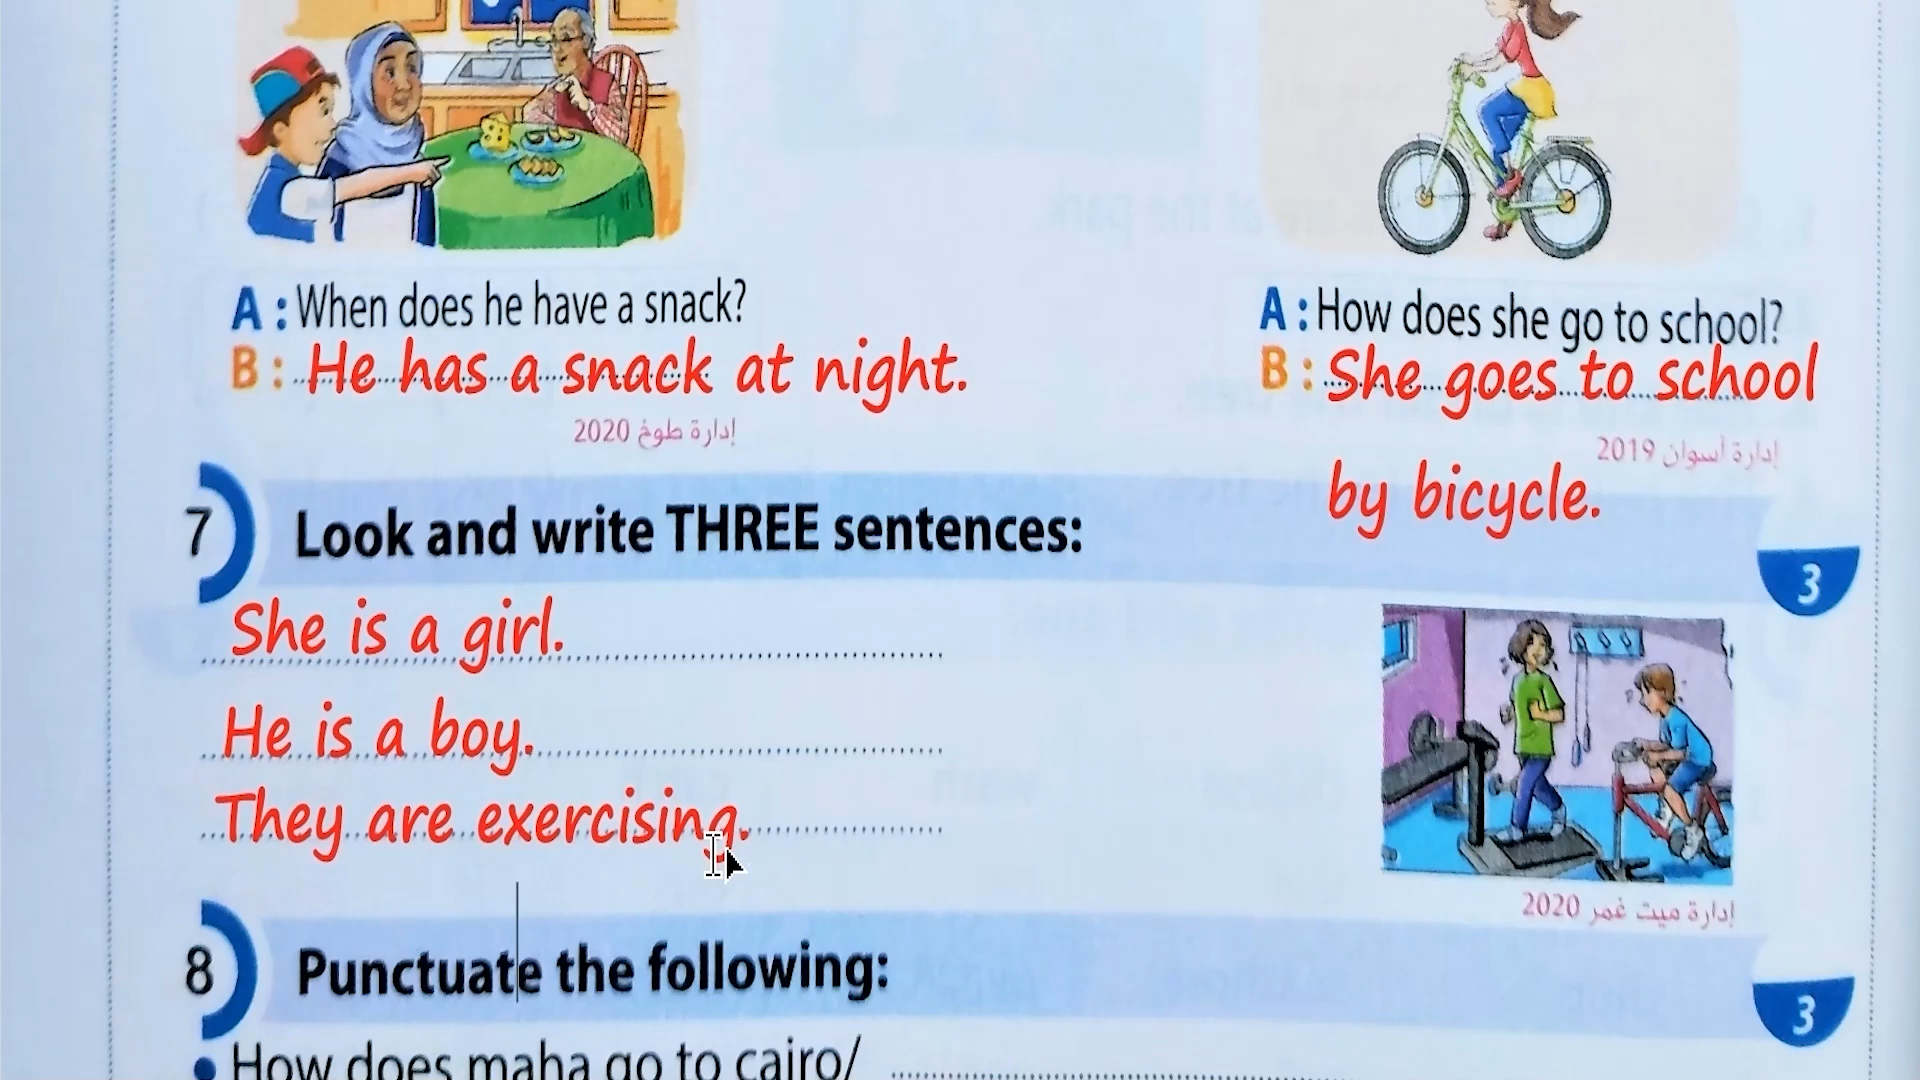 A : When does he have a snack?
B : He has a snack at night.
إدارة طوخ 2020
A : How does she go to school?
B : She goes to school
by bicycle.
إدارة أسوان 2019
7 Look and write THREE sentences:
3
She is a girl.
He is a boy.
They are exercising.
إدارة ميت غمر 2020
8 Punctuate the following:
3
• How does maha go to cairo/